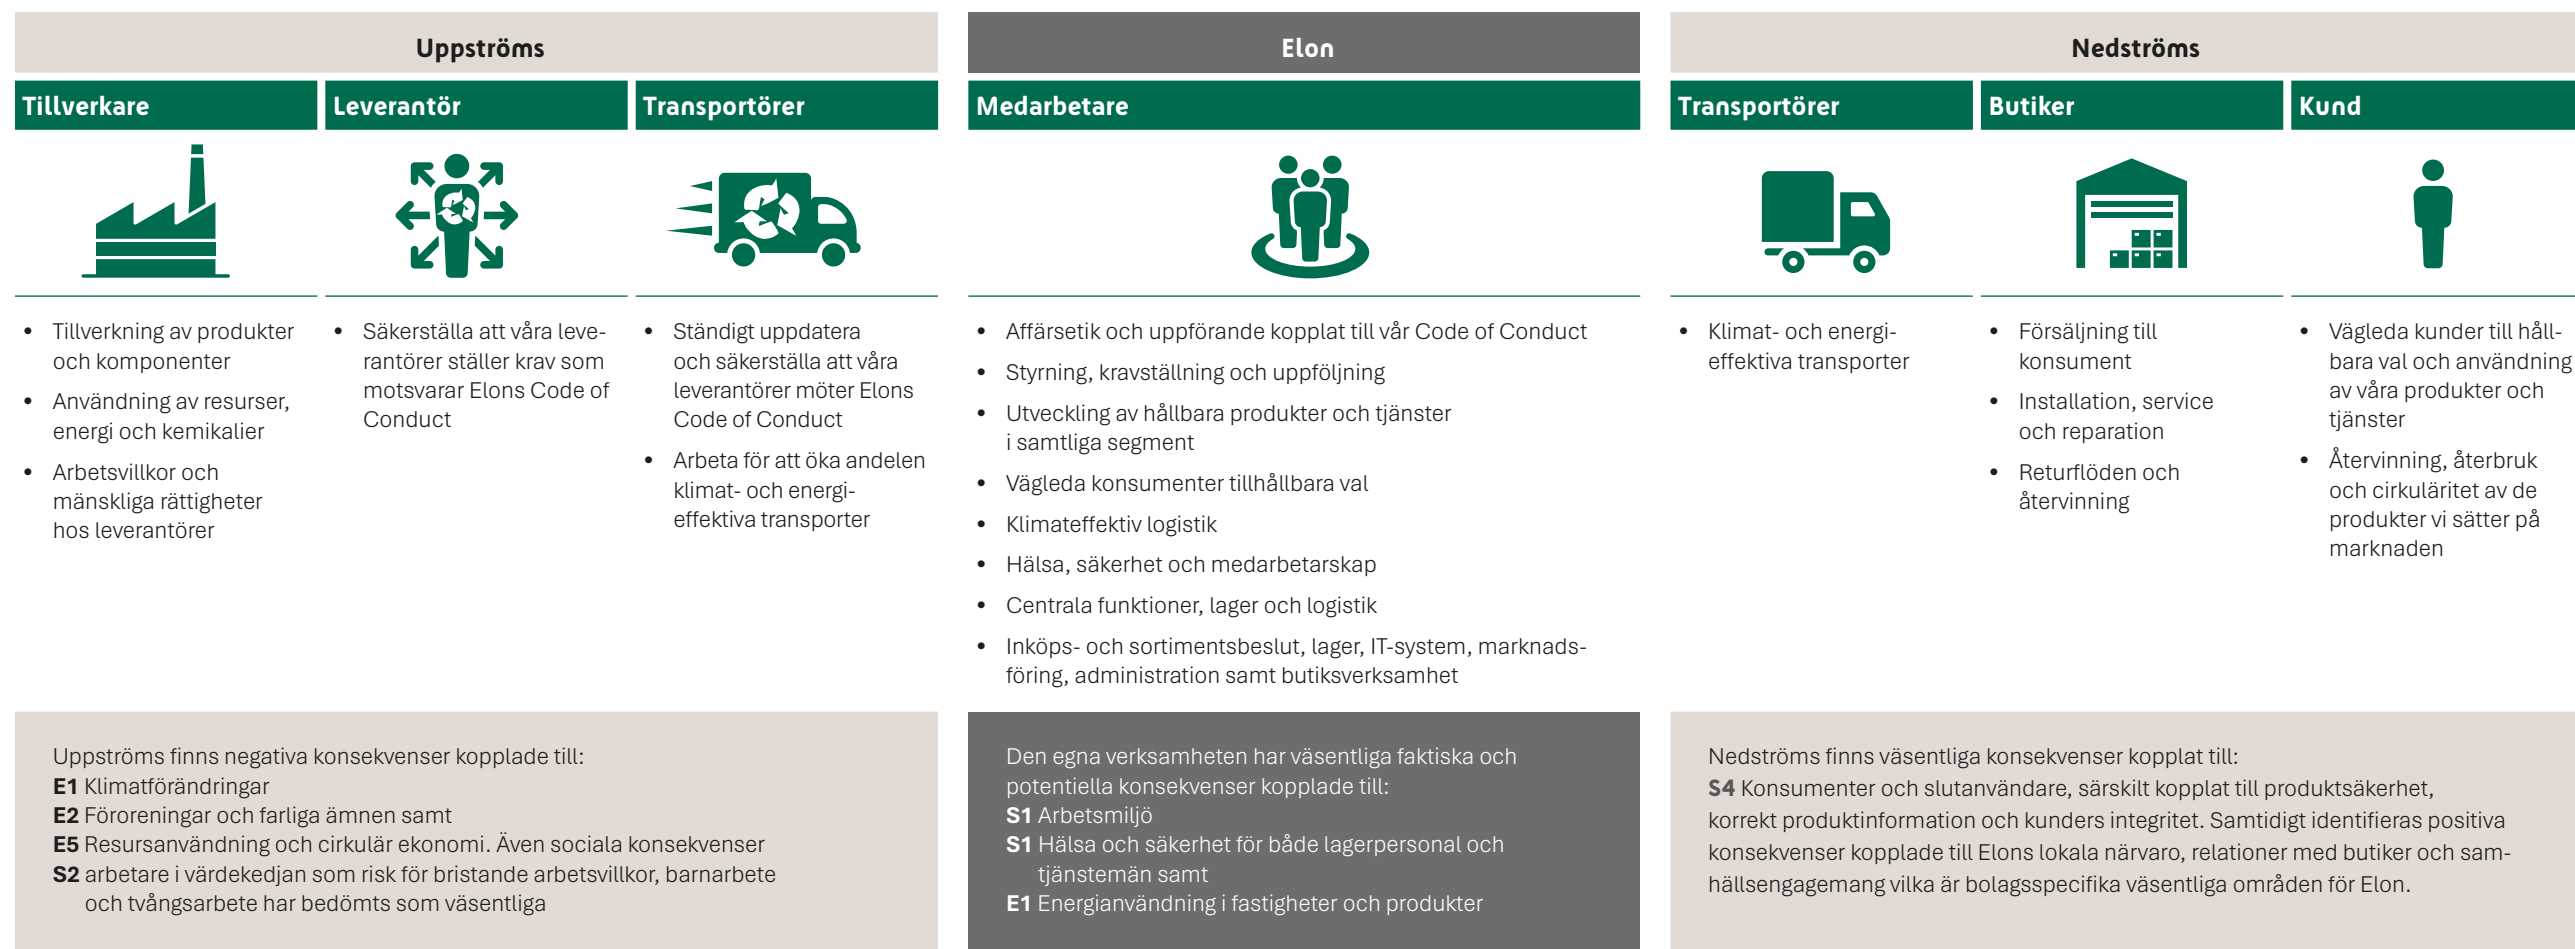 Uppströms
Tillverkare
Leverantör
Transportörer
• Tillverkning av produkter
och komponenter
• Användning av resurser,
energi och kemikalier
• Arbetsvillkor och
mänskliga rättigheter
hos leverantörer
• Säkerställa att våra leve-
rantörer ställer krav som
motsvarar Elons Code of
Conduct
• Ständigt uppdatera
och säkerställa att våra
leverantörer möter Elons
Code of Conduct
• Arbeta för att öka andelen
klimat- och energi-
effektiva transporter
Uppströms finns negativa konsekvenser kopplade till:
E1 Klimatförändringar
E2 Föroreningar och farliga ämnen samt
E5 Resursanvändning och cirkulär ekonomi. Även sociala konsekvenser
S2 arbetare i värdekedjan som risk för bristande arbetsvillkor, barnarbete
och tvångsarbete har bedömts som väsentliga
Elon
Medarbetare
• Affärsetik och uppförande kopplat till vår Code of Conduct
• Styrning, kravställning och uppföljning
• Utveckling av hållbara produkter och tjänster
i samtliga segment
• Vägleda konsumenter tillhållbara val
• Klimateffektiv logistik
• Hälsa, säkerhet och medarbetarskap
• Centrala funktioner, lager och logistik
• Inköps- och sortimentsbeslut, lager, IT-system, marknads-
föring, administration samt butiksverksamhet
Den egna verksamheten har väsentliga faktiska och
potentiella konsekvenser kopplade till:
S1 Arbetsmiljö
S1 Hälsa och säkerhet för både lagerpersonal och
tjänstemän samt
E1 Energianvändning i fastigheter och produkter
Nedströms
Transportörer
Butiker
Kund
• Klimat- och energi-
effektiva transporter
• Försäljning till
konsument
• Installation, service
och reparation
• Returflöden och
återvinning
• Vägleda kunder till håll-
bara val och användning
av våra produkter och
tjänster
• Återvinning, återbruk
och cirkuläritet av de
produkter vi sätter på
marknaden
Nedströms finns väsentliga konsekvenser kopplat till:
S4 Konsumenter och slutanvändare, särskilt kopplat till produktsäkerhet,
korrekt produktinformation och kunders integritet. Samtidigt identifieras positiva
konsekvenser kopplade till Elons lokala närvaro, relationer med butiker och sam-
hällsengagemang vilka är bolagsspecifika väsentliga områden för Elon.